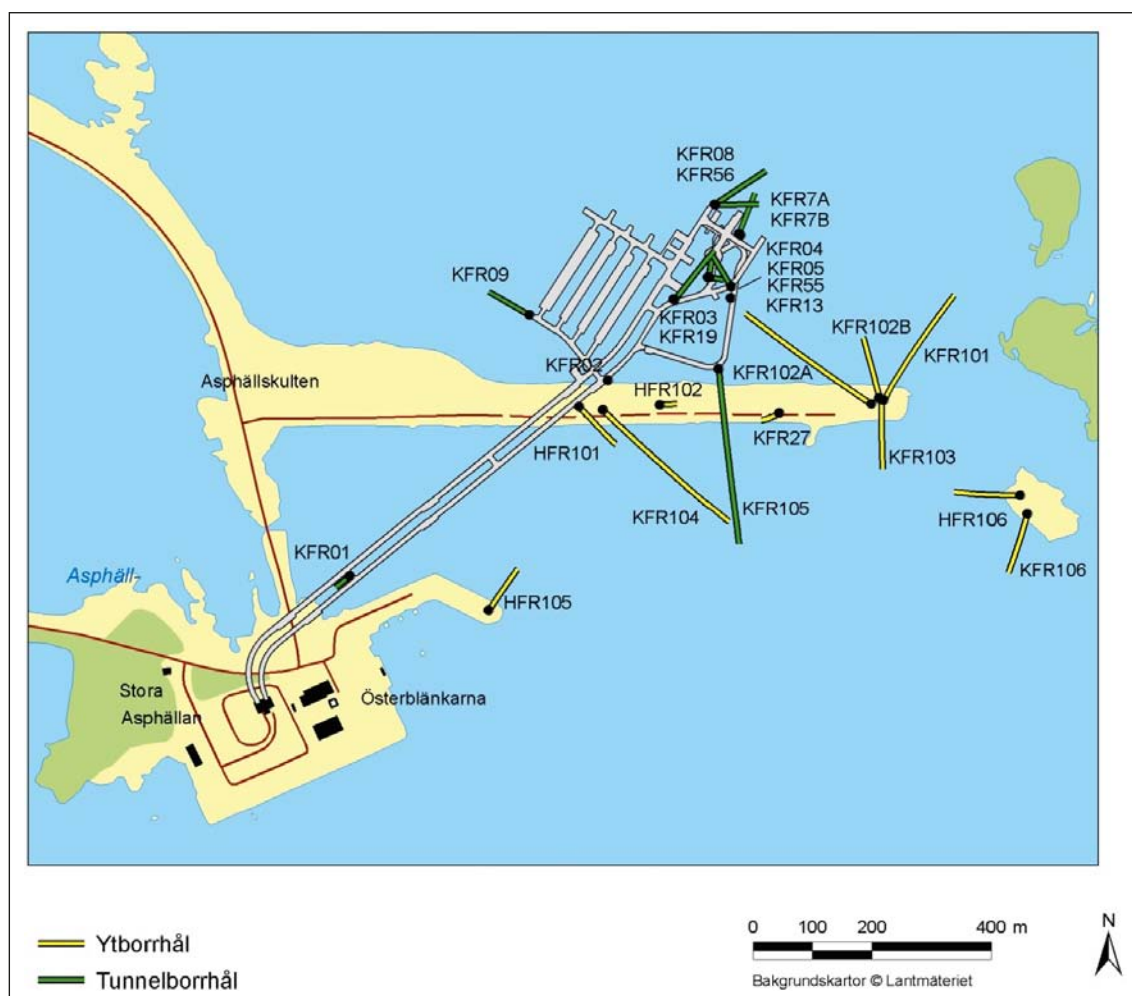 KFR08
KFR56
KFR7A
KFR7B
KFR04
KFR05
KFR55
KFR13
KFR09
KFR03
KFR19
KFR102B
KFR101
KFR02
KFR102A
Asphällskulten
HFR102
KFR27
HFR101
KFR103
KFR104
KFR105
HFR106
KFR01
KFR106
Asphäll-
HFR105
Stora
Asphällan
Österblänkarna
Ytborrhål
Tunnelborrhål
0 100 200 400 m
Bakgrundskartor © Lantmäteriet
N